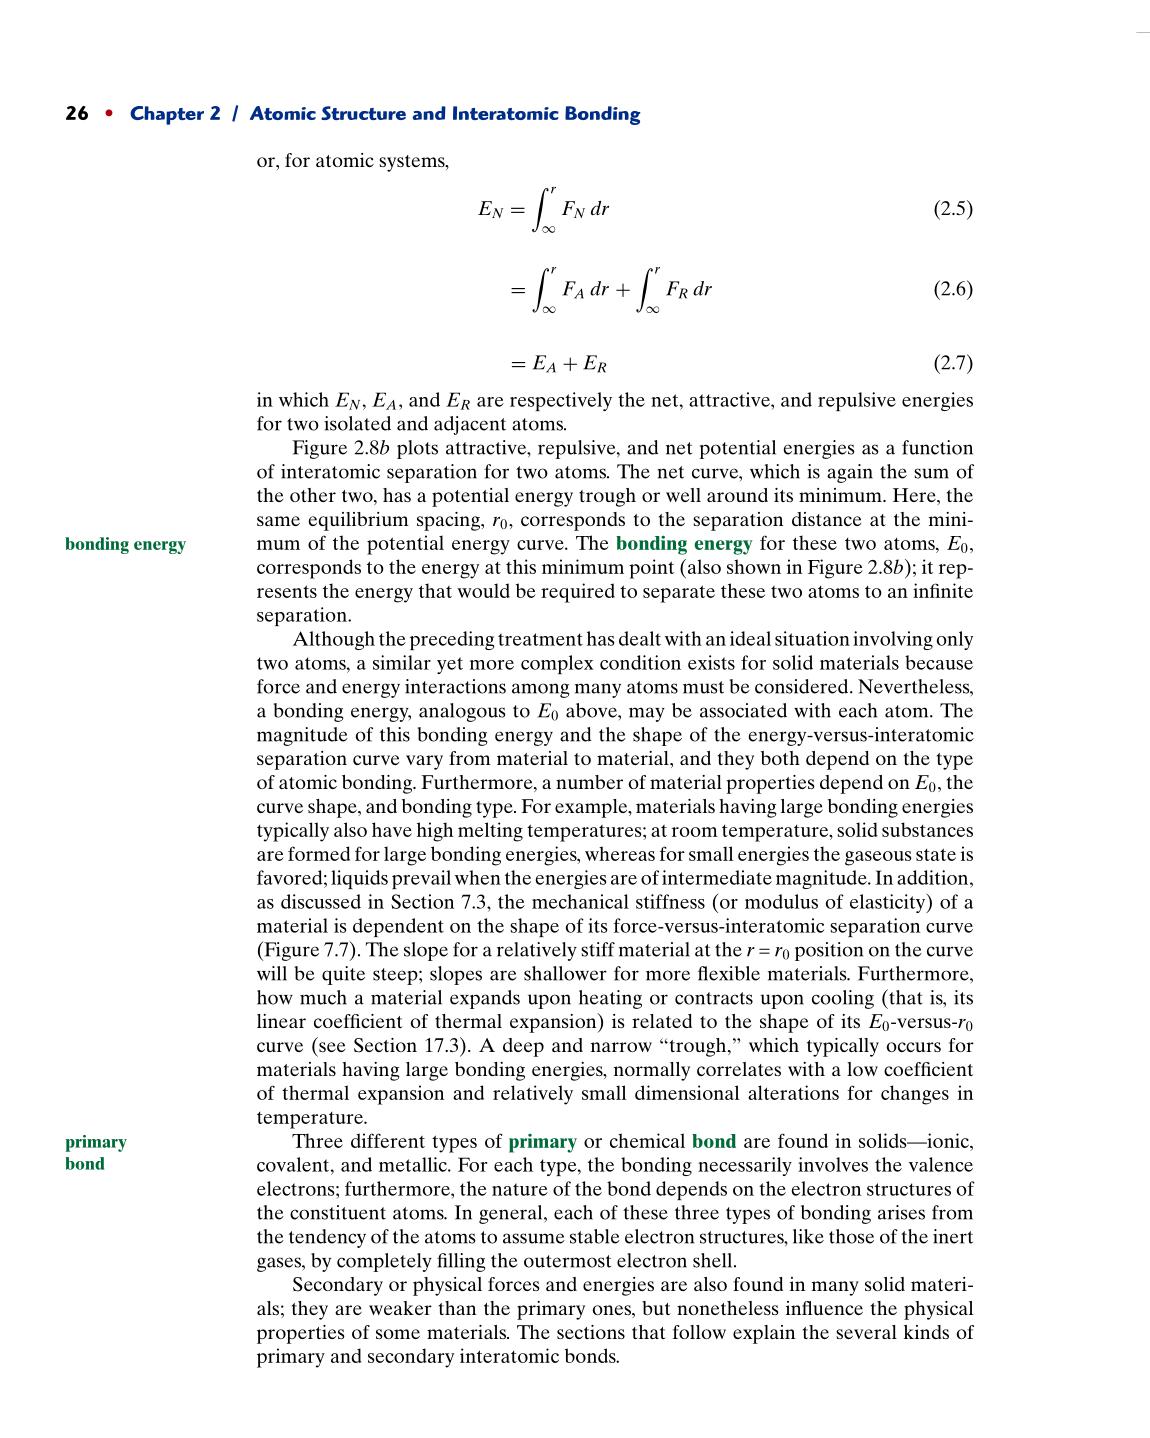 26 • Chapter 2 / Atomic Structure and Interatomic Bonding
or, for atomic systems,
E_N = ∫_∞^r F_N dr (2.5)
= ∫_∞^r F_A dr + ∫_∞^r F_R dr (2.6)
= E_A + E_R (2.7)
in which E_N, E_A, and E_R are respectively the net, attractive, and repulsive energies
for two isolated and adjacent atoms.
Figure 2.8b plots attractive, repulsive, and net potential energies as a function
of interatomic separation for two atoms. The net curve, which is again the sum of
the other two, has a potential energy trough or well around its minimum. Here, the
same equilibrium spacing, r₀, corresponds to the separation distance at the mini-
bonding energy
mum of the potential energy curve. The bonding energy for these two atoms, E₀,
corresponds to the energy at this minimum point (also shown in Figure 2.8b); it rep-
resents the energy that would be required to separate these two atoms to an infinite
separation.
Although the preceding treatment has dealt with an ideal situation involving only
two atoms, a similar yet more complex condition exists for solid materials because
force and energy interactions among many atoms must be considered. Nevertheless,
a bonding energy, analogous to E₀ above, may be associated with each atom. The
magnitude of this bonding energy and the shape of the energy-versus-interatomic
separation curve vary from material to material, and they both depend on the type
of atomic bonding. Furthermore, a number of material properties depend on E₀, the
curve shape, and bonding type. For example, materials having large bonding energies
typically also have high melting temperatures; at room temperature, solid substances
are formed for large bonding energies, whereas for small energies the gaseous state is
favored; liquids prevail when the energies are of intermediate magnitude. In addition,
as discussed in Section 7.3, the mechanical stiffness (or modulus of elasticity) of a
material is dependent on the shape of its force-versus-interatomic separation curve
(Figure 7.7). The slope for a relatively stiff material at the r = r₀ position on the curve
will be quite steep; slopes are shallower for more flexible materials. Furthermore,
how much a material expands upon heating or contracts upon cooling (that is, its
linear coefficient of thermal expansion) is related to the shape of its E₀-versus-r₀
curve (see Section 17.3). A deep and narrow “trough,” which typically occurs for
materials having large bonding energies, normally correlates with a low coefficient
of thermal expansion and relatively small dimensional alterations for changes in
temperature.
primary
bond
Three different types of primary or chemical bond are found in solids—ionic,
covalent, and metallic. For each type, the bonding necessarily involves the valence
electrons; furthermore, the nature of the bond depends on the electron structures of
the constituent atoms. In general, each of these three types of bonding arises from
the tendency of the atoms to assume stable electron structures, like those of the inert
gases, by completely filling the outermost electron shell.
Secondary or physical forces and energies are also found in many solid materi-
als; they are weaker than the primary ones, but nonetheless influence the physical
properties of some materials. The sections that follow explain the several kinds of
primary and secondary interatomic bonds.